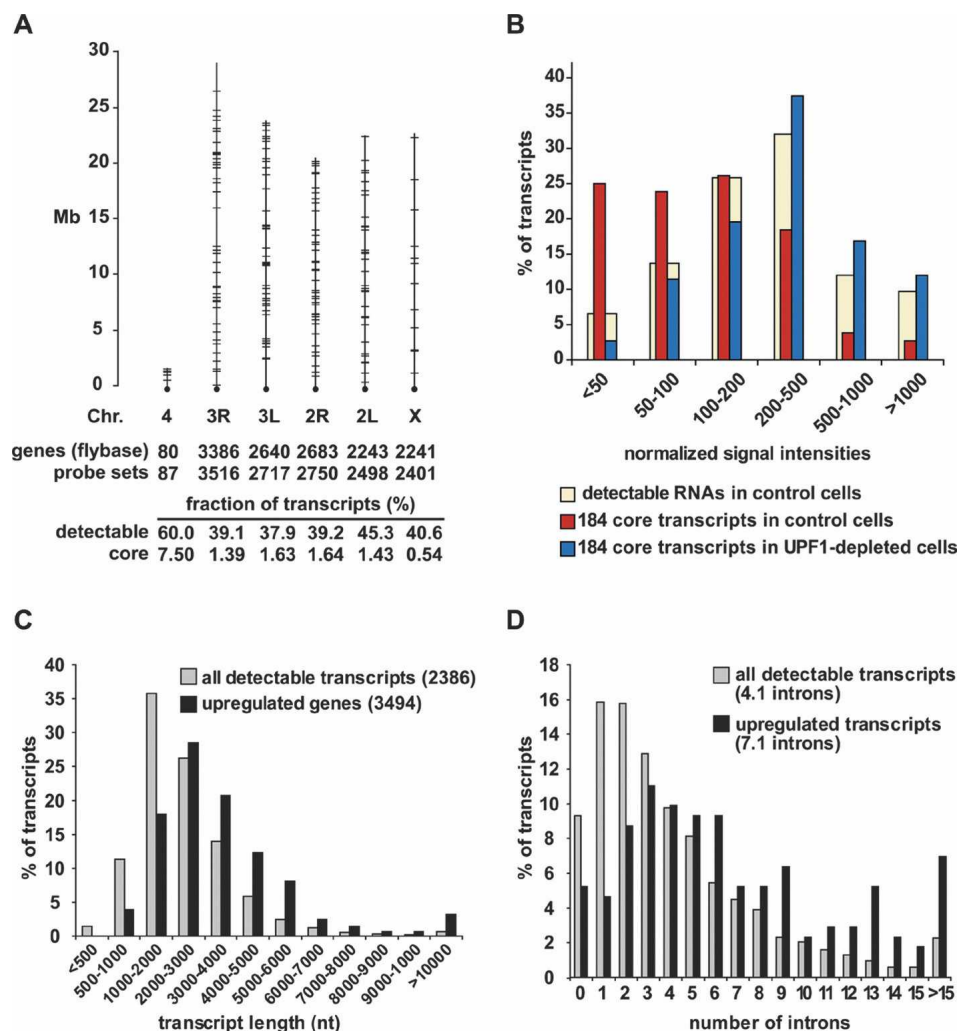 A
30
25
20
Mb
15
10
5
0
Chr. 4 3R 3L 2R 2L X
genes (flybase) 80 3386 2640 2683 2243 2241
probe sets 87 3516 2717 2750 2498 2401
fraction of transcripts (%)
detectable 60.0 39.1 37.9 39.2 45.3 40.6
core 7.50 1.39 1.63 1.64 1.43 0.54
B
% of transcripts
40
35
30
25
20
15
10
5
0
<50 50-100 100-200 200-500 500-1000 >1000
normalized signal intensities
detectable RNAs in control cells
184 core transcripts in control cells
184 core transcripts in UPF1-depleted cells
C
% of transcripts
40
35
30
25
20
15
10
5
0
all detectable transcripts (2386)
upregulated genes (3494)
<500 500-1000 1000-2000 2000-3000 3000-4000 4000-5000 5000-6000 6000-7000 7000-8000 8000-9000 9000-1000 >10000
transcript length (nt)
D
% of transcripts
18
16
14
12
10
8
6
4
2
0
all detectable transcripts
(4.1 introns)
upregulated transcripts
(7.1 introns)
0 1 2 3 4 5 6 7 8 9 10 11 12 13 14 15 >15
number of introns